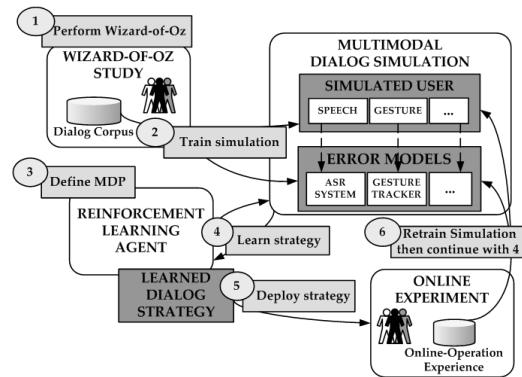 1
Perform Wizard-of-Oz
WIZARD-OF-OZ
STUDY
Dialog Corpus
2
Train simulation
MULTIMODAL
DIALOG SIMULATION
SIMULATED USER
SPEECH
GESTURE
...
ERROR MODELS
ASR
SYSTEM
GESTURE
TRACKER
...
3
Define MDP
REINFORCEMENT
LEARNING
AGENT
4
Learn strategy
LEARNED
DIALOG
STRATEGY
5
Deploy strategy
6
Retrain Simulation
then continue with 4
ONLINE
EXPERIMENT
Online-Operation
Experience